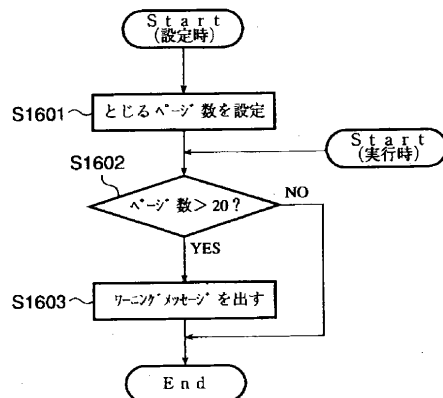 Start
(設定時)
S1601
とじるページ数を設定
Start
(実行時)
S1602
ページ数>20?
NO
YES
S1603
ワーニングメッセージを出す
End